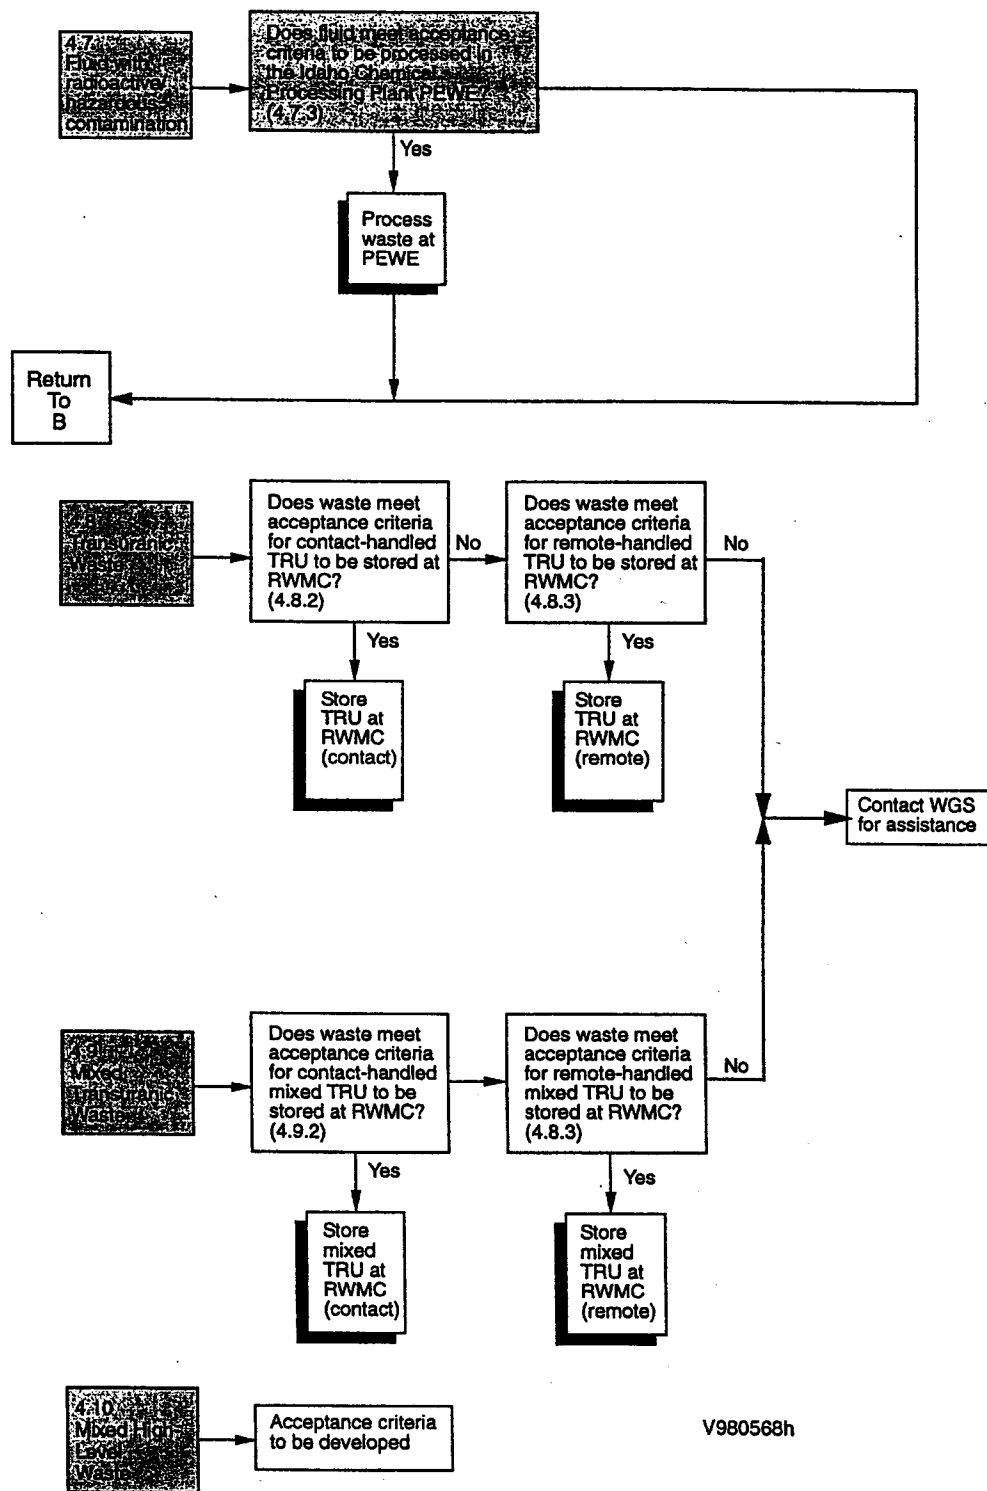 4.7
Fluid with
radioactive/
hazardous
contamination
Does fluid meet acceptance
criteria to be processed in
the Idaho Chemical
Processing Plant PEWE?
(4.7.3)
Yes
Process
waste at
PEWE
Return
To
B
Transuranic
Waste
Does waste meet
acceptance criteria
for contact-handled
TRU to be stored at
RWMC?
(4.8.2)
No
Does waste meet
acceptance criteria
for remote-handled
TRU to be stored at
RWMC?
(4.8.3)
No
Yes
Yes
Store
TRU at
RWMC
(contact)
Store
TRU at
RWMC
(remote)
Contact WGS
for assistance
4.9
Mixed
Transuranic
Waste
Does waste meet
acceptance criteria
for contact-handled
mixed TRU to be
stored at RWMC?
(4.9.2)
Does waste meet
acceptance criteria
for remote-handled
mixed TRU to be
stored at RWMC?
(4.8.3)
No
Yes
Yes
Store
mixed
TRU at
RWMC
(contact)
Store
mixed
TRU at
RWMC
(remote)
4.10
Mixed High-
Level
Waste
Acceptance criteria
to be developed
V980568h